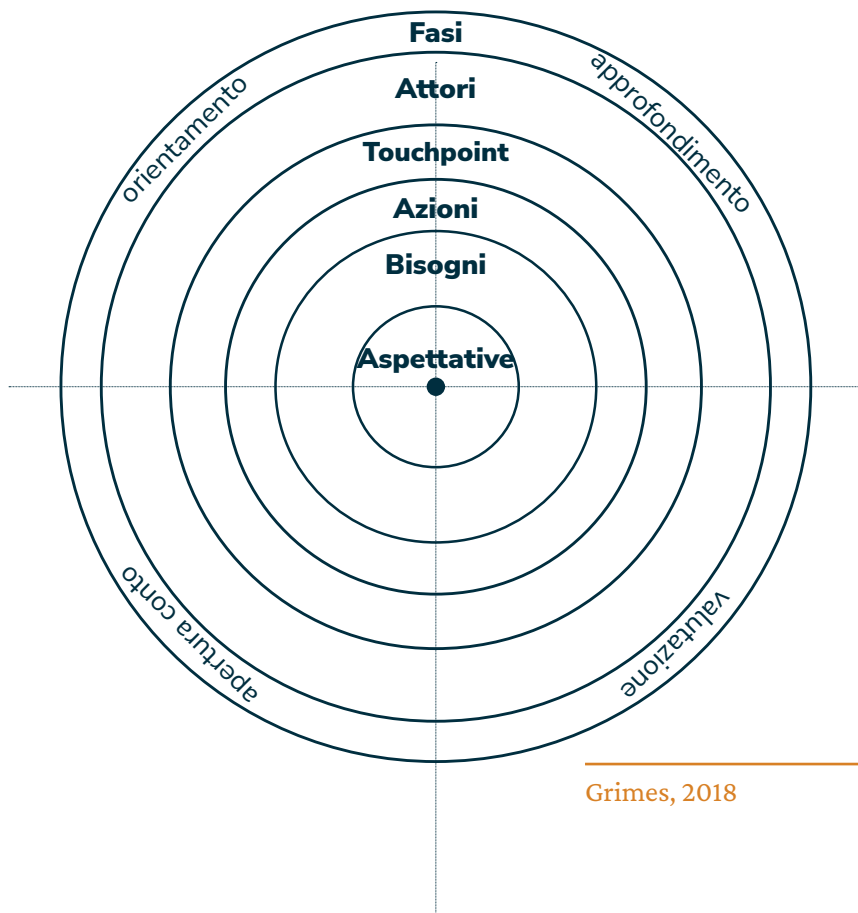 Fasi
orientamento
approfondimento
Attori
Touchpoint
Azioni
Bisogni
Aspettative
apertura conto
valutazione
Grimes, 2018